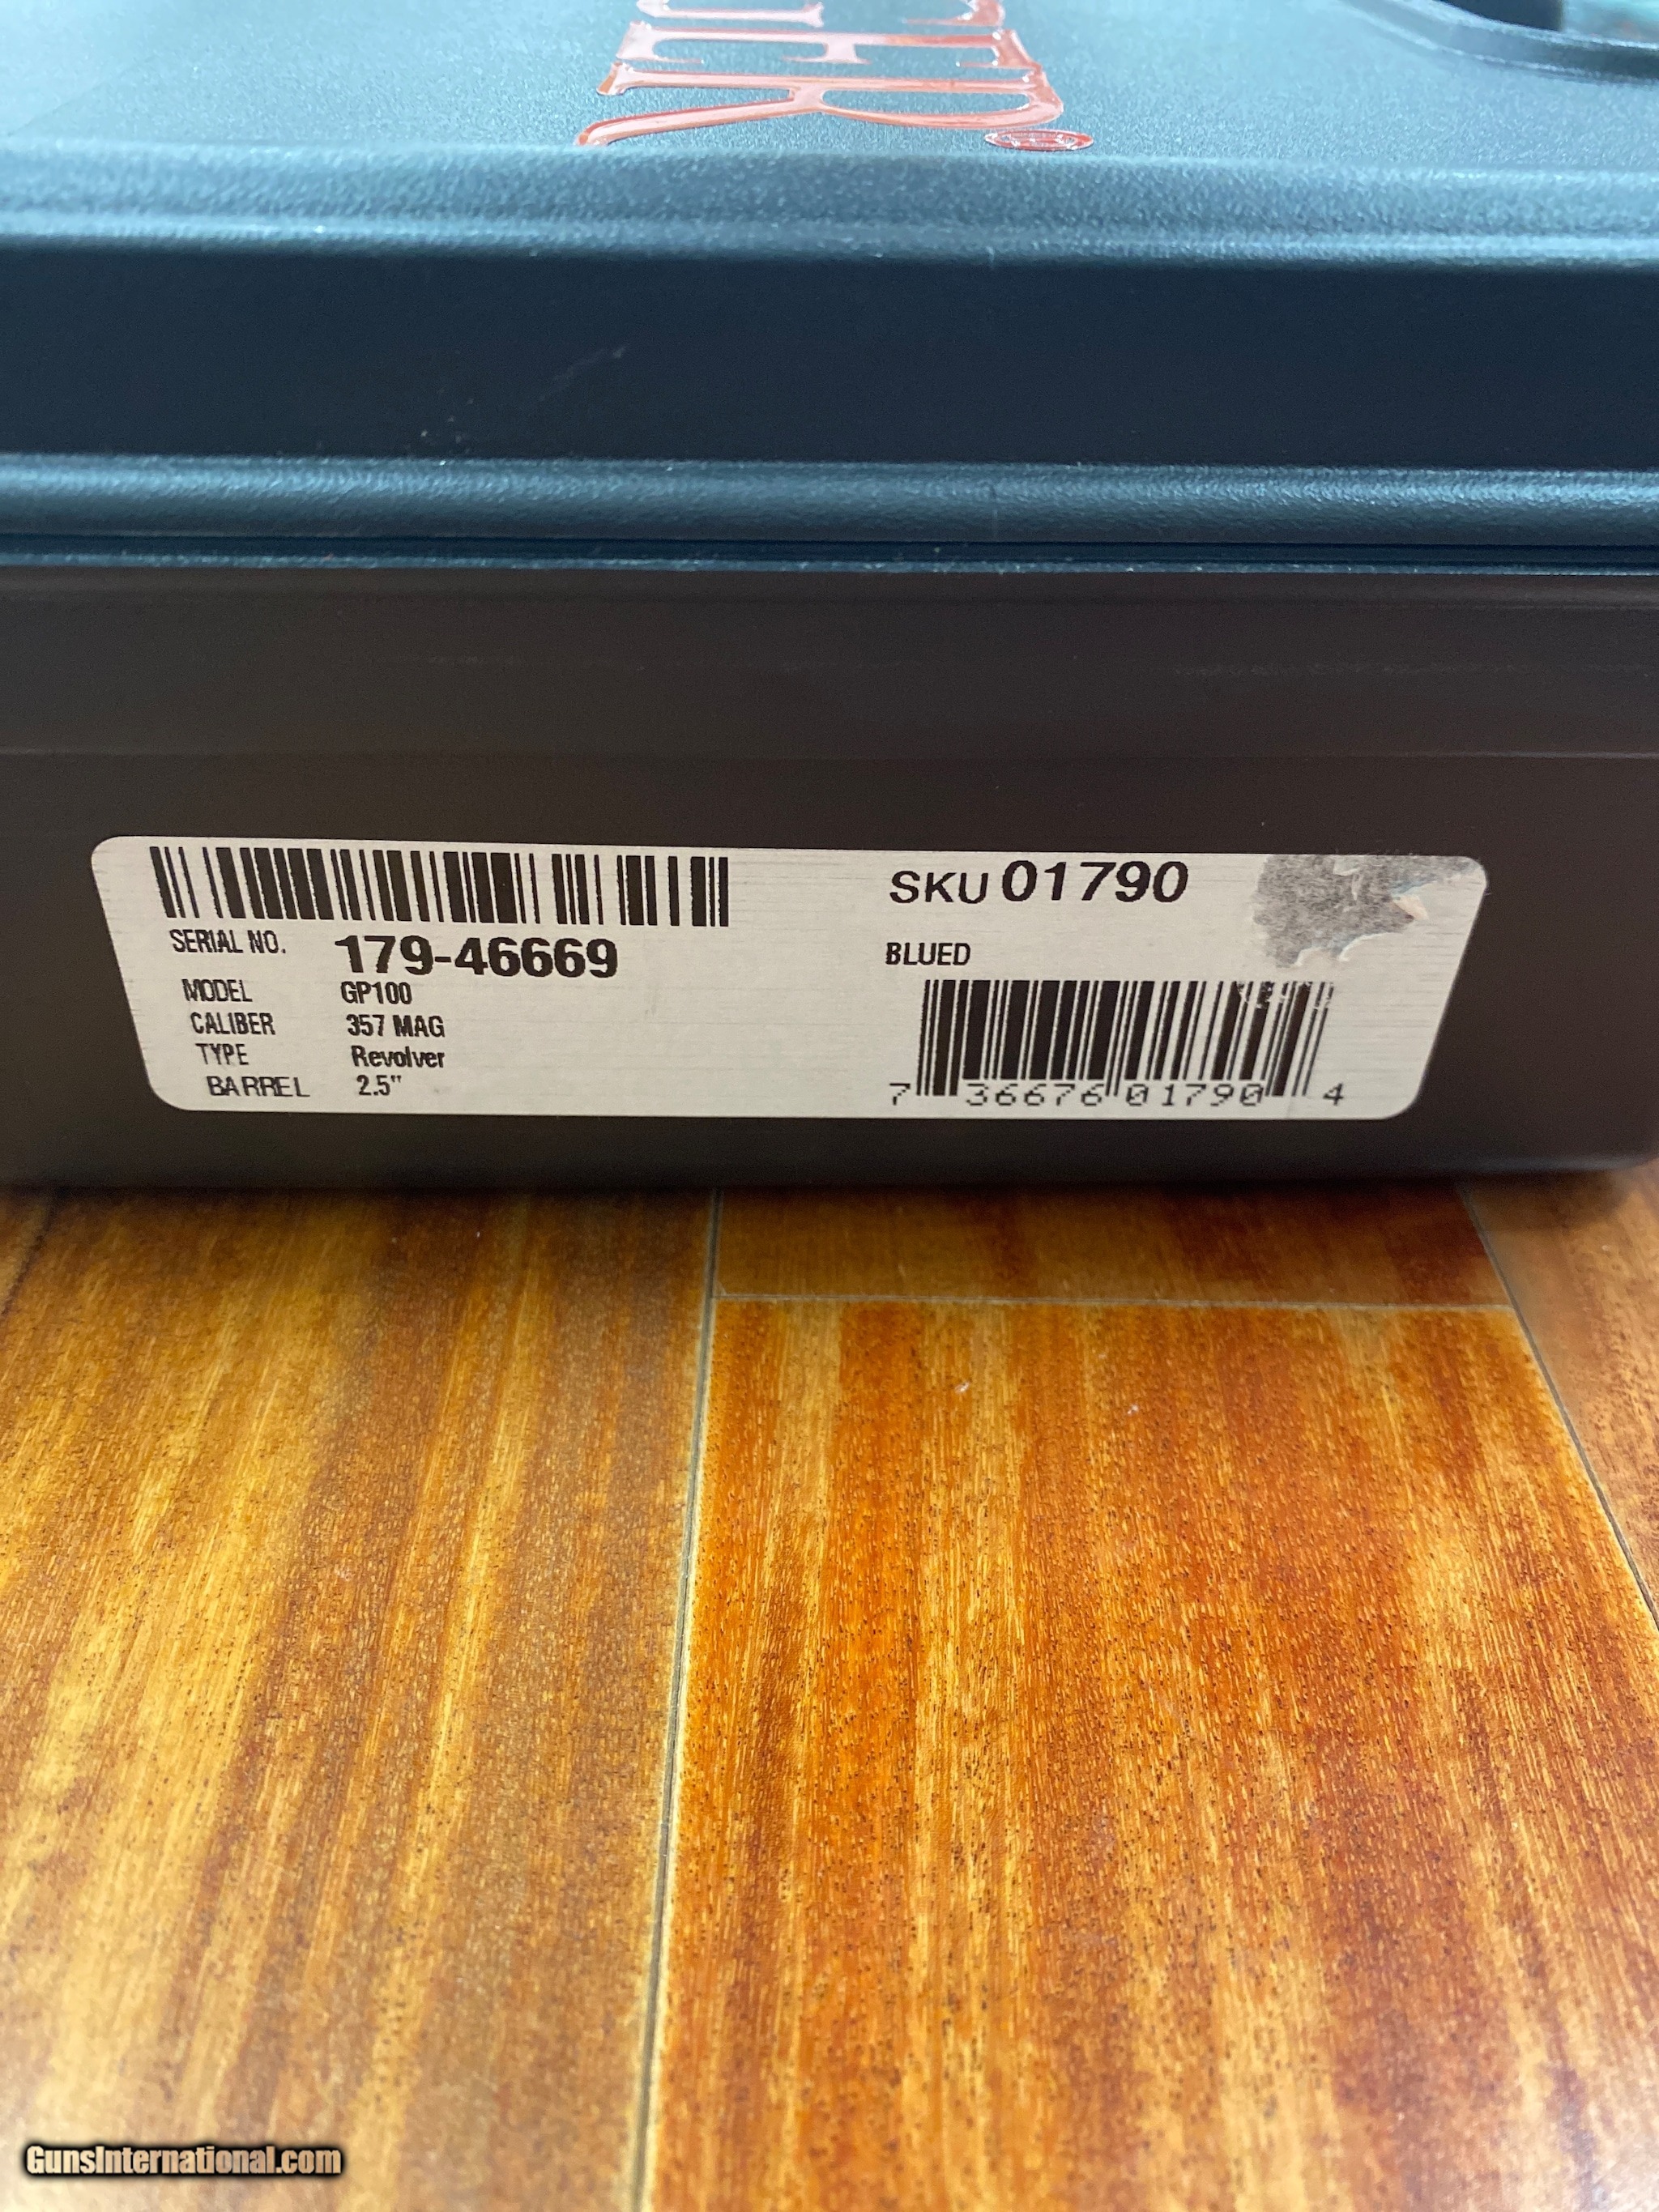 ER®
SERIAL NO. 179-46669
MODEL GP100
CALIBER 357 MAG
TYPE Revolver
BARREL 2.5"
SKU 01790
BLUED
7 36676 01790 4
GunsInternational.com